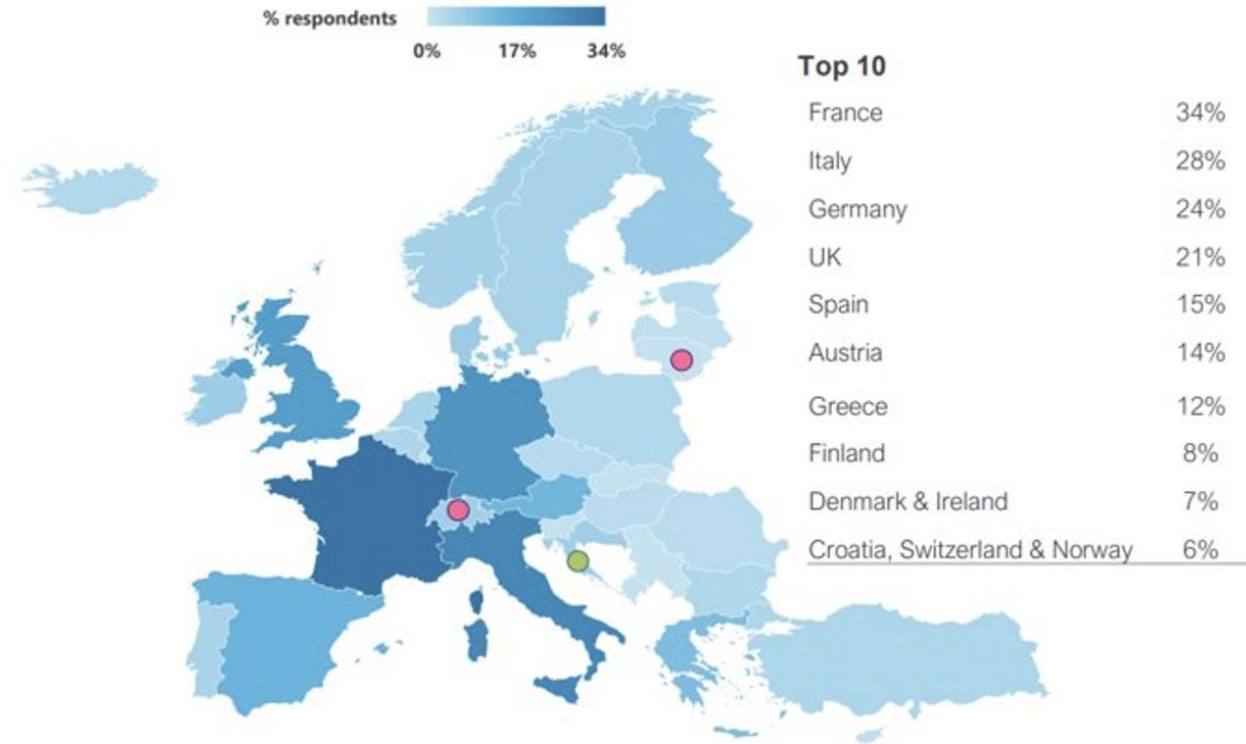 % respondents
0% 17% 34%
Top 10
France 34%
Italy 28%
Germany 24%
UK 21%
Spain 15%
Austria 14%
Greece 12%
Finland 8%
Denmark & Ireland 7%
Croatia, Switzerland & Norway 6%